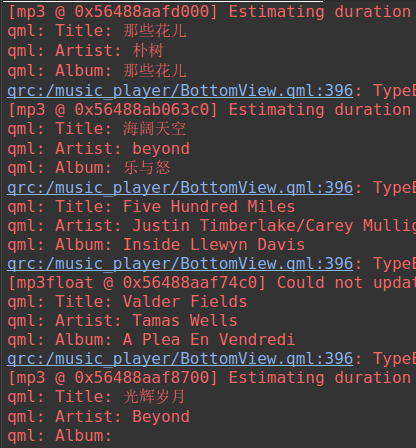 [mp3 @ 0x56488aafd000] Estimating duration
qml: Title: 那些花儿
qml: Artist: 朴树
qml: Album: 那些花儿
qrc:/music_player/BottomView.qml:396: TypeE
[mp3 @ 0x56488ab063c0] Estimating duration
qml: Title: 海阔天空
qml: Artist: beyond
qml: Album: 乐与怒
qrc:/music_player/BottomView.qml:396: TypeE
qml: Title: Five Hundred Miles
qml: Artist: Justin Timberlake/Carey Mullig
qml: Album: Inside Llewyn Davis
qrc:/music_player/BottomView.qml:396: TypeE
[mp3float @ 0x56488aaf74c0] Could not updat
qml: Title: Valder Fields
qml: Artist: Tamas Wells
qml: Album: A Plea En Vendredi
qrc:/music_player/BottomView.qml:396: TypeE
[mp3 @ 0x56488aaf8700] Estimating duration
qml: Title: 光辉岁月
qml: Artist: Beyond
qml: Album: